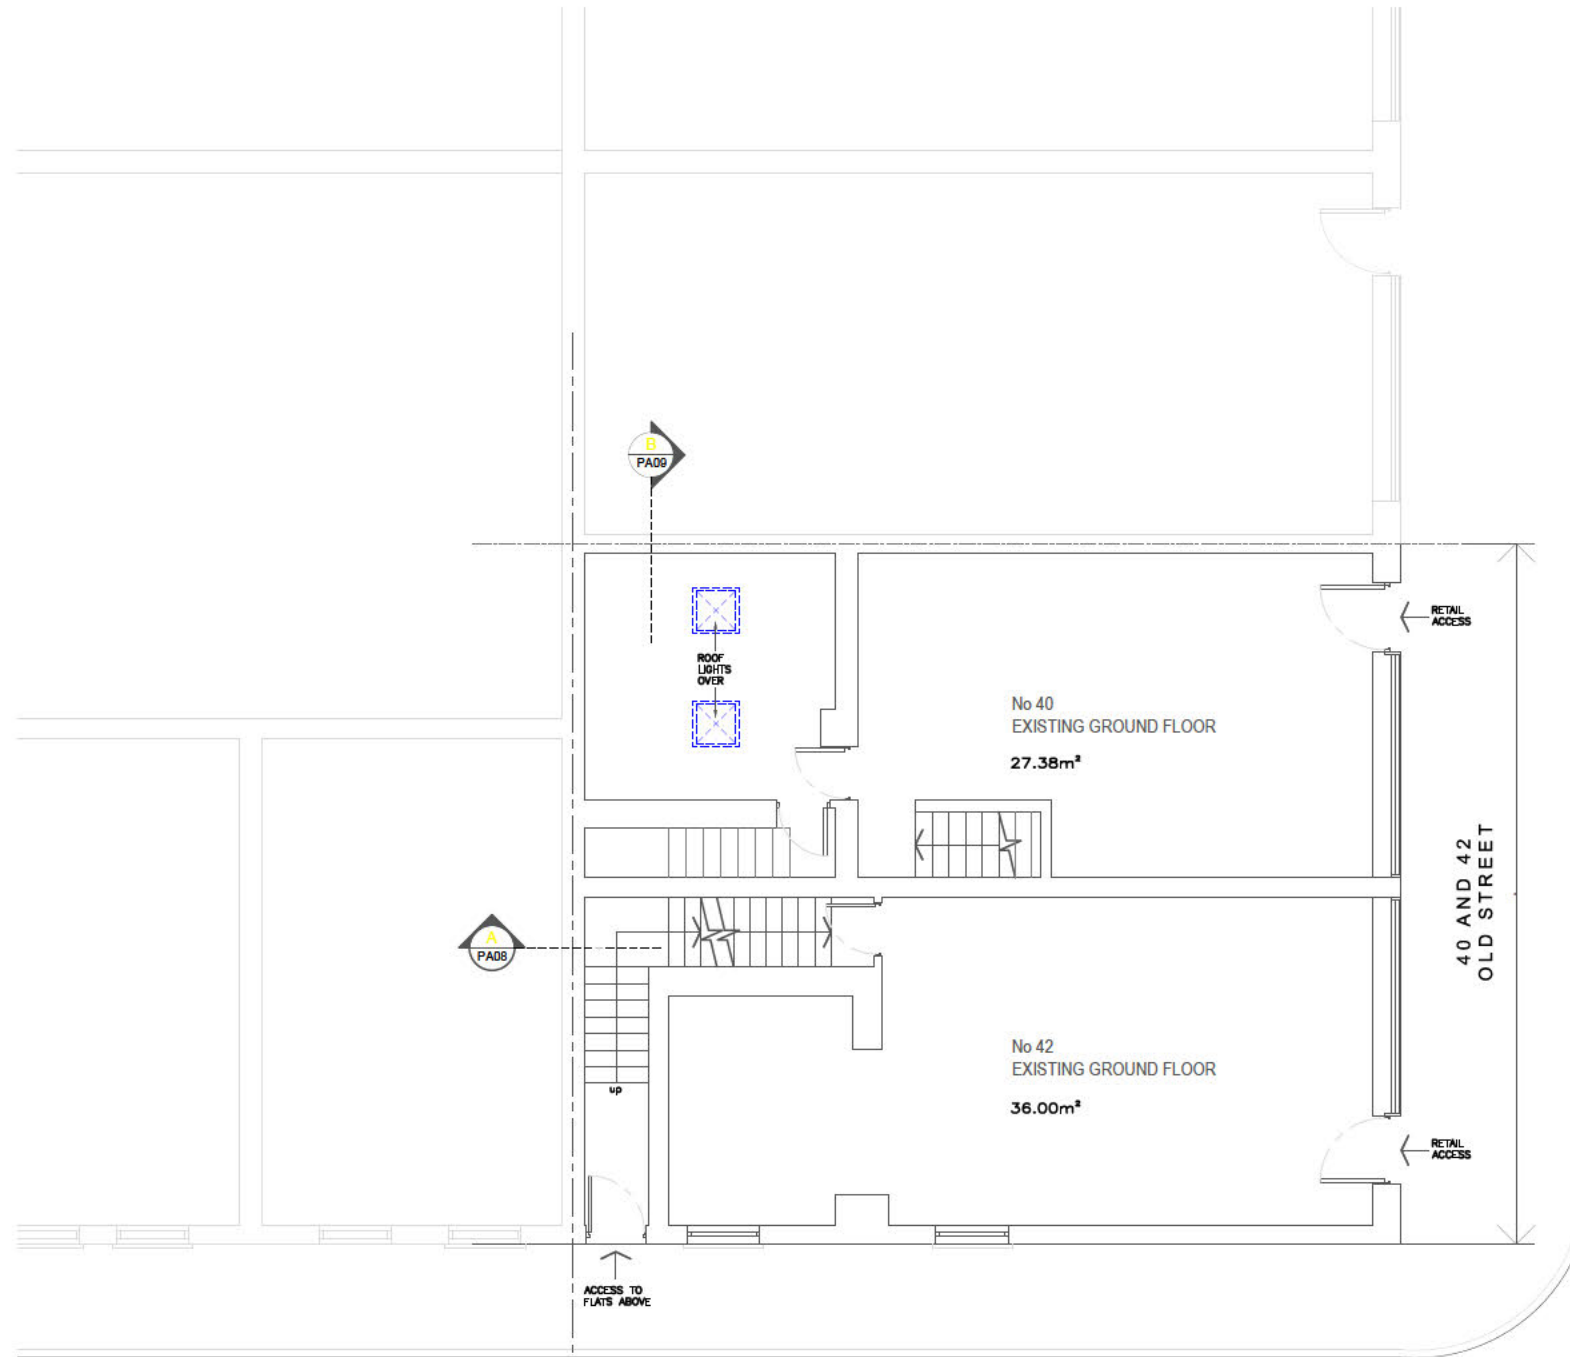 B
PA09
RETAIL
ACCESS
ROOF
LIGHTS
OVER
No 40
EXISTING GROUND FLOOR
27.38m²
40 AND 42
OLD STREET
A
PA08
No 42
EXISTING GROUND FLOOR
36.00m²
up
RETAIL
ACCESS
ACCESS TO
FLATS ABOVE